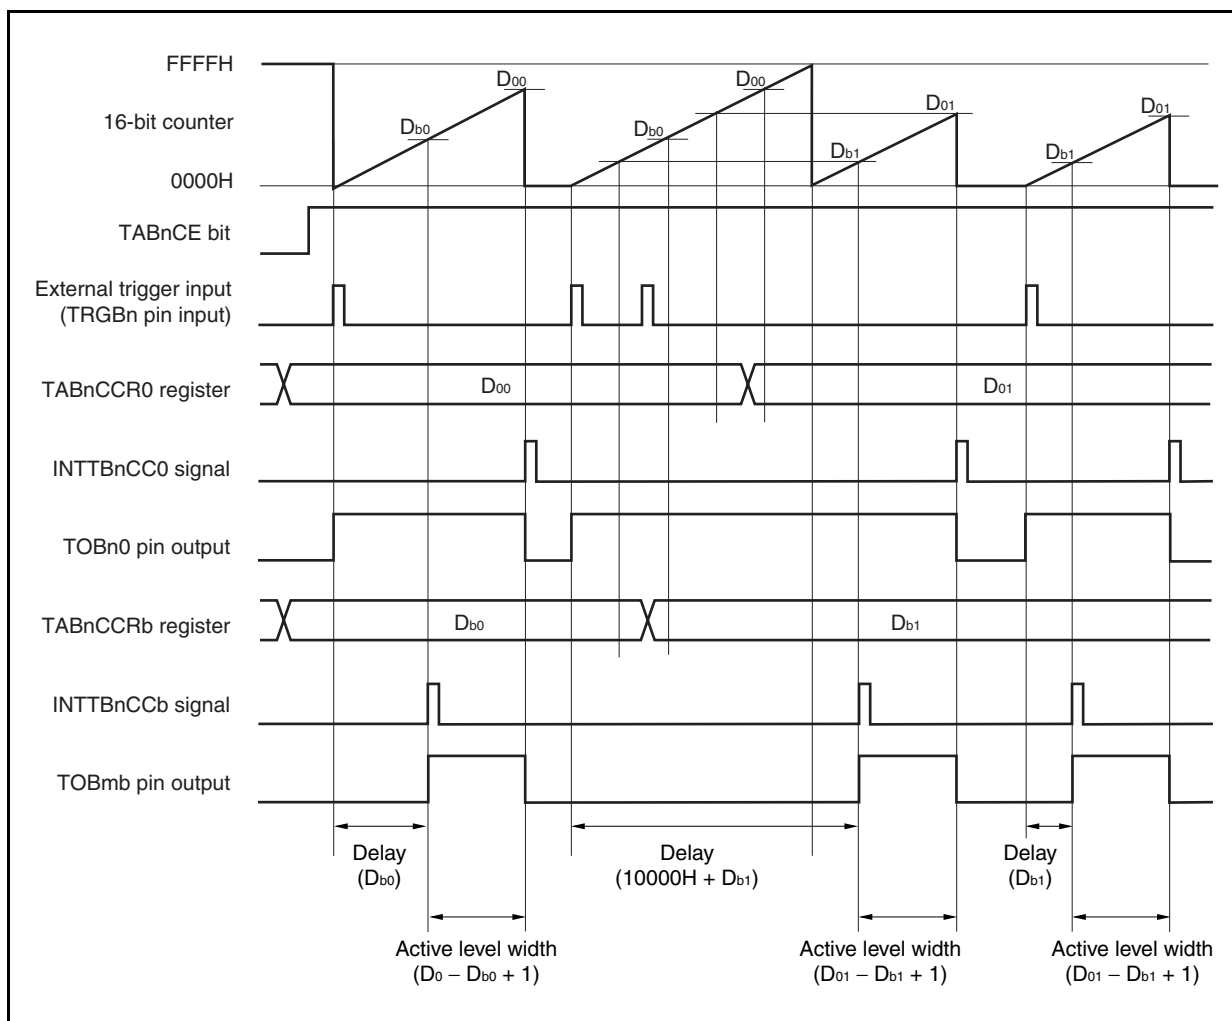 FFFFH
D00
D00
16-bit counter
Db0
Db0
D01
D01
Db1
Db1
0000H
TABnCE bit
External trigger input
(TRGBn pin input)
TABnCCR0 register
D00
D01
INTTBnCC0 signal
TOBn0 pin output
TABnCCRb register
Db0
Db1
INTTBnCCb signal
TOBmb pin output
Delay
(Db0)
Delay
(10000H + Db1)
Delay
(Db1)
Active level width
(D0 − Db0 + 1)
Active level width
(D01 − Db1 + 1)
Active level width
(D01 − Db1 + 1)